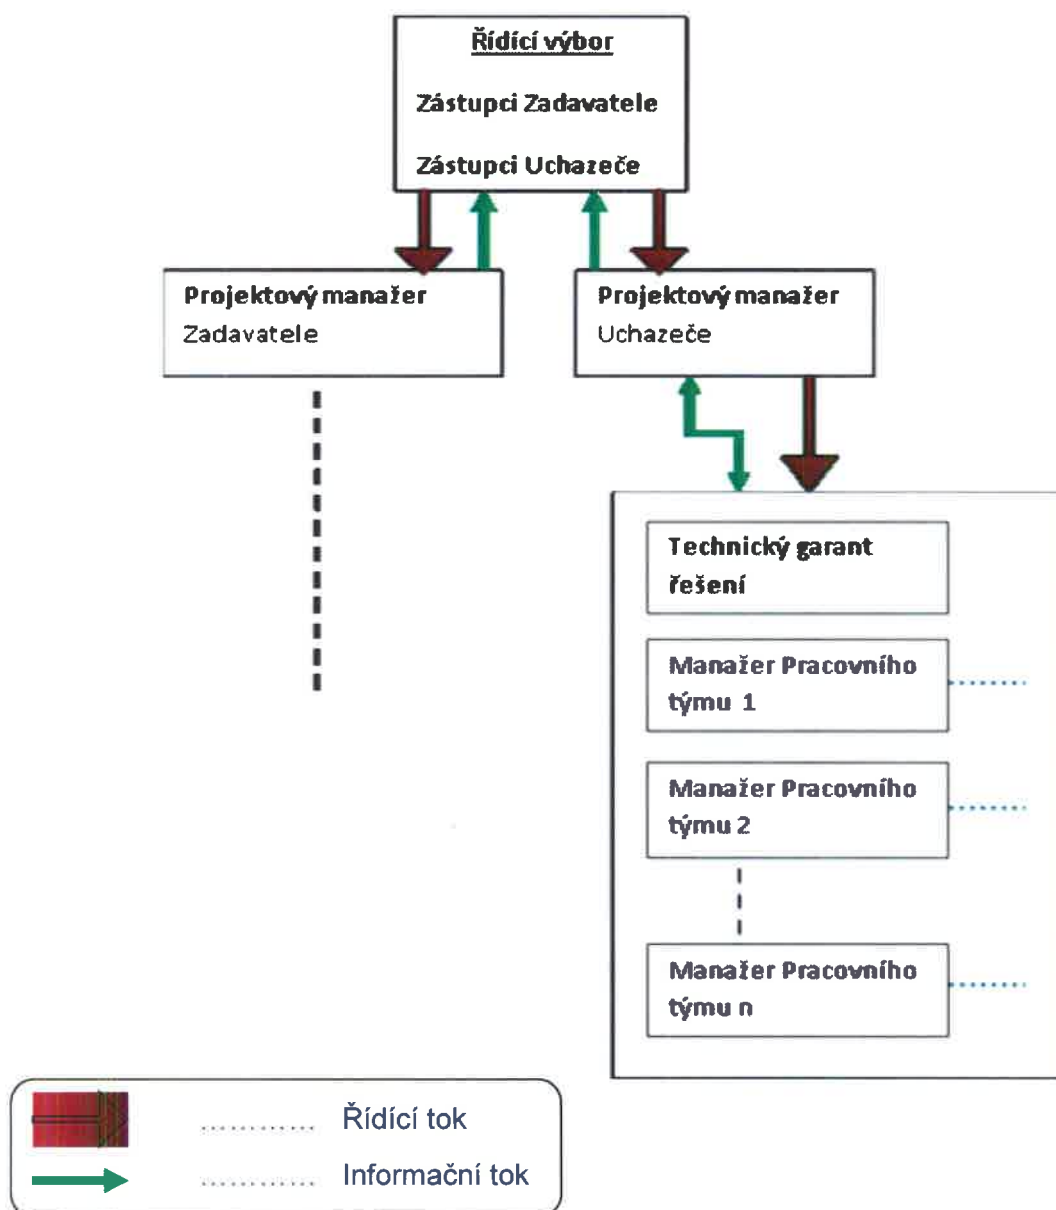 Řídící výbor
Zástupci Zadavatele
Zástupci Uchazeče
Projektový manažer
Zadavatele
Projektový manažer
Uchazeče
Technický garant
řešení
Manažer Pracovního
týmu 1
Manažer Pracovního
týmu 2
Manažer Pracovního
týmu n
Řídící tok
Informační tok